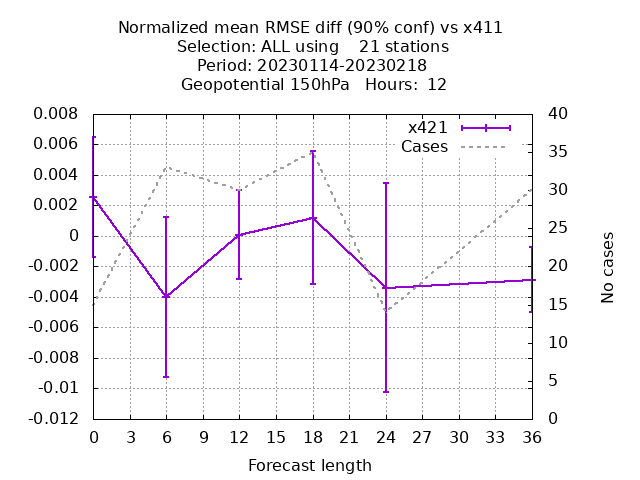 Normalized mean RMSE diff (90% conf) vs x411
Selection: ALL using    21 stations
Period: 20230114-20230218
Geopotential 150hPa   Hours:  12
x421
Cases
0.008
0.006
0.004
0.002
0
-0.002
-0.004
-0.006
-0.008
-0.01
-0.012
40
35
30
25
20
15
10
5
0
No cases
0 3 6 9 12 15 18 21 24 27 30 33 36
Forecast length